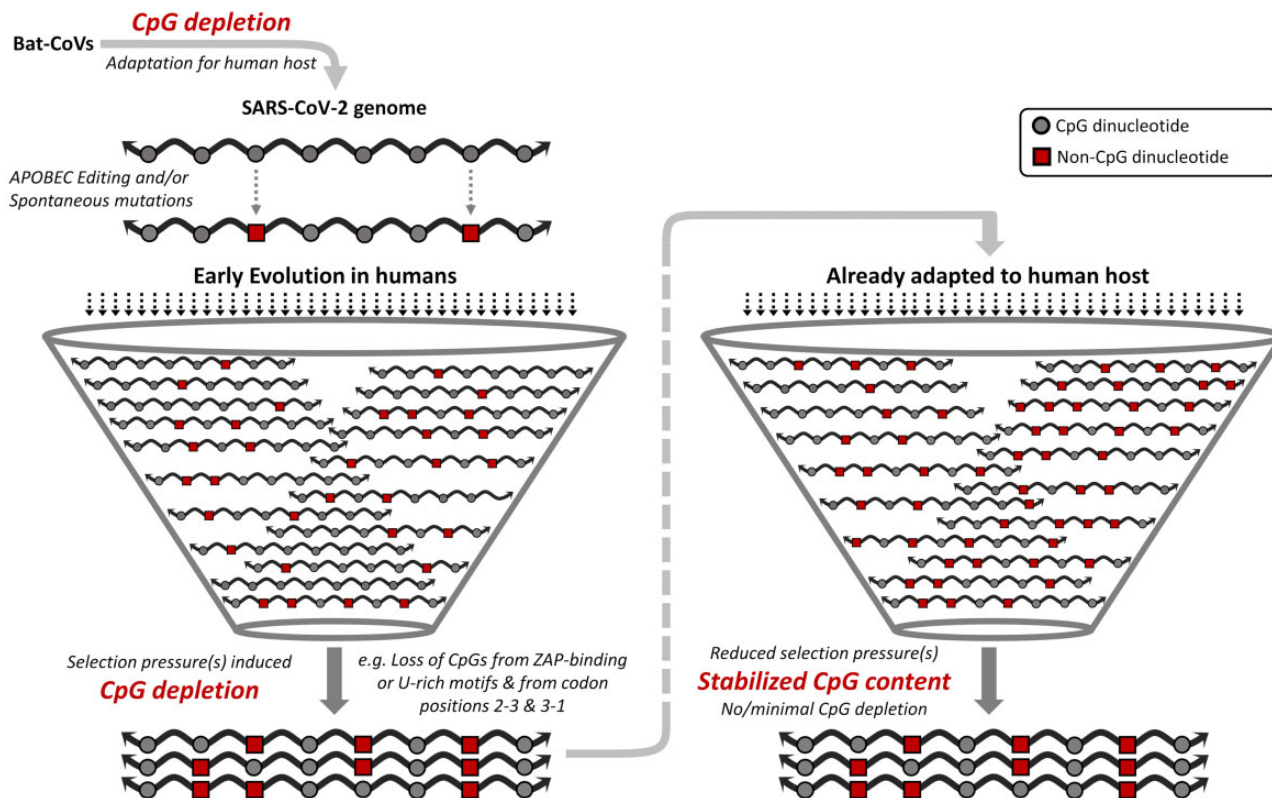 CpG depletion
Bat-CoVs
Adaptation for human host
SARS-CoV-2 genome
CpG dinucleotide
Non-CpG dinucleotide
APOBEC Editing and/or
Spontaneous mutations
Early Evolution in humans
Already adapted to human host
Selection pressure(s) induced
CpG depletion
e.g. Loss of CpGs from ZAP-binding
or U-rich motifs & from codon
positions 2-3 & 3-1
Reduced selection pressure(s)
Stabilized CpG content
No/minimal CpG depletion